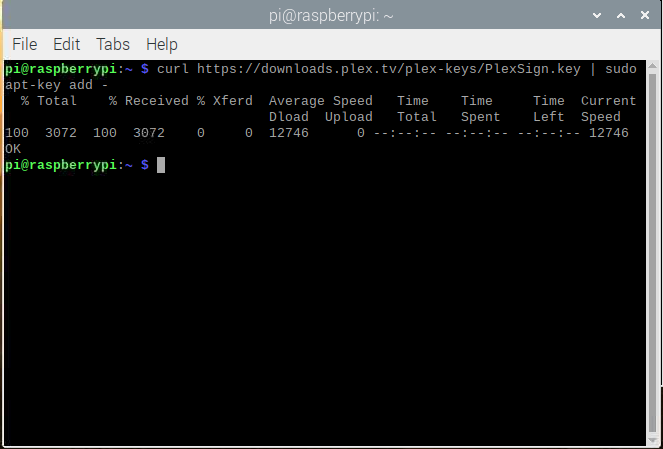 pi@raspberrypi: ~
File Edit Tabs Help
pi@raspberrypi:~ $ curl https://downloads.plex.tv/plex-keys/PlexSign.key | sudo
apt-key add -
  % Total    % Received % Xferd  Average Speed   Time    Time     Time  Current
                                 Dload  Upload   Total   Spent    Left  Speed
100  3072  100  3072    0     0  12746      0 --:--:-- --:--:-- --:--:-- 12746
OK
pi@raspberrypi:~ $